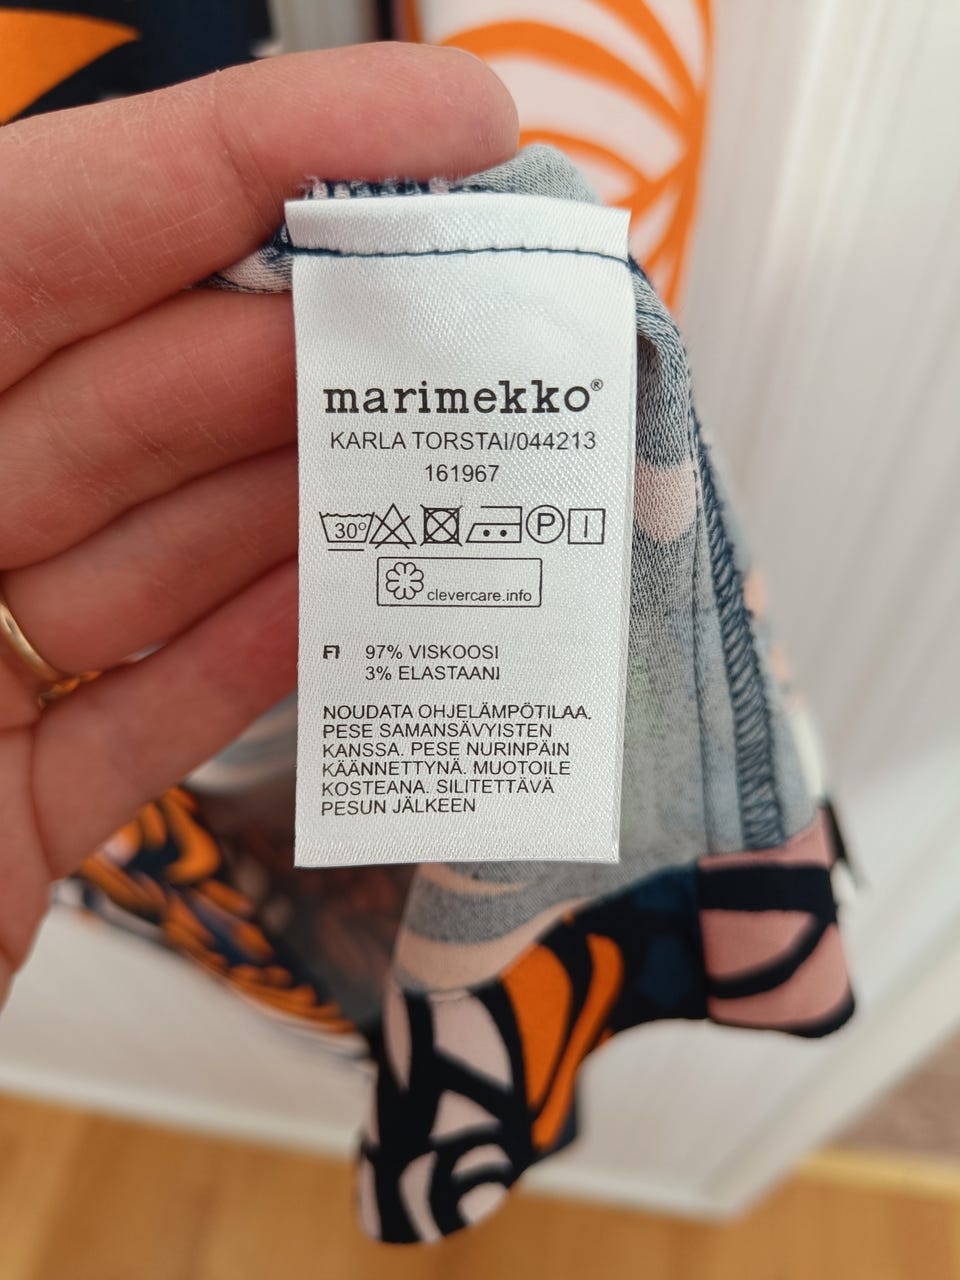 marimekko®
KARLA TORSTAI/044213
161967
30° P
clevercare.info
FI 97% VISKOOSI
3% ELASTAANI
NOUDATA OHJELÄMPÖTILAA.
PESE SAMANSÄVYISTEN
KANSSA. PESE NURINPÄIN
KÄÄNNETTYNÄ. MUOTOILE
KOSTEANA. SILITETTÄVÄ
PESUN JÄLKEEN